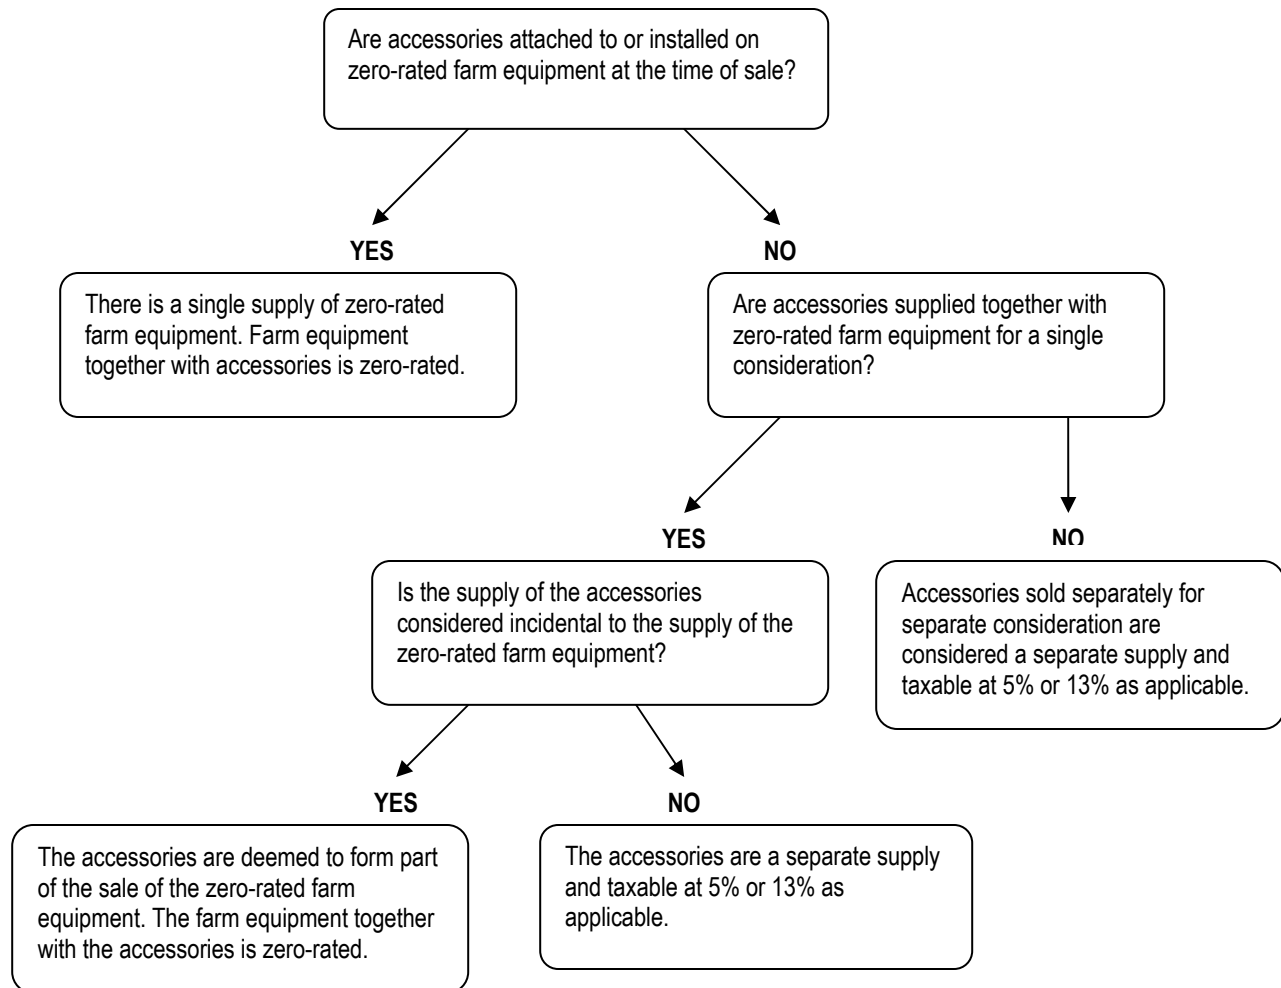 Are accessories attached to or installed on
zero-rated farm equipment at the time of sale?
YES
NO
There is a single supply of zero-rated
farm equipment. Farm equipment
together with accessories is zero-rated.
Are accessories supplied together with
zero-rated farm equipment for a single
consideration?
YES
NO
Is the supply of the accessories
considered incidental to the supply of the
zero-rated farm equipment?
Accessories sold separately for
separate consideration are
considered a separate supply and
taxable at 5% or 13% as applicable.
YES
NO
The accessories are deemed to form part
of the sale of the zero-rated farm
equipment. The farm equipment together
with the accessories is zero-rated.
The accessories are a separate supply
and taxable at 5% or 13% as
applicable.